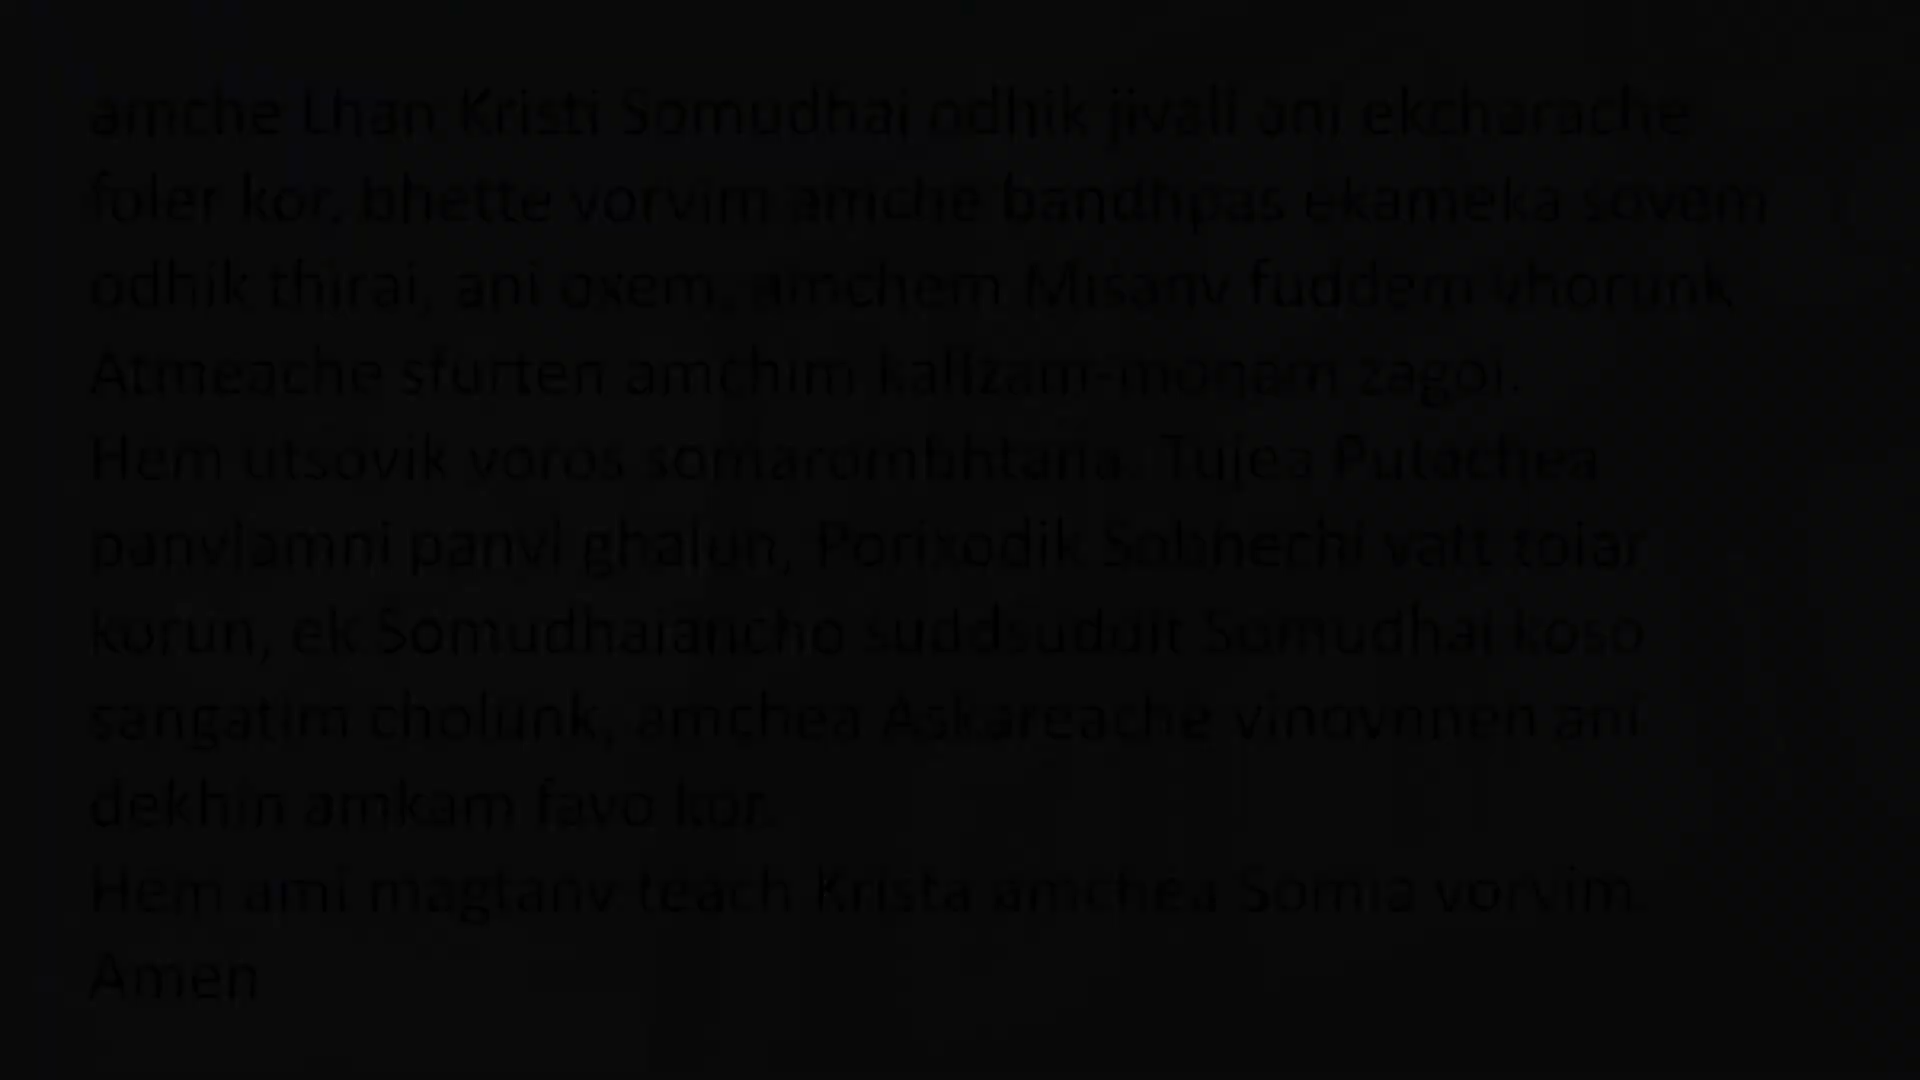 amche Lhan Kristi Somudhai odhik jivall ani ekcharache
foler kor, bhette vorvim amche bandhpas ekameka sovem
odhik thirai, ani oxem, amchem Misanv fuddem vhorunk
Atmeache sfurten amchim kallzam-monam zagoi.
Hem utsovik voros somarombhtana, Tujea Putachea
panvlamni panvl ghalun, Porixodik Sobhechi vatt toiar
korun, ek Somudhaiancho suddsuduit Somudhai koso
sangatim cholunk, amchea Askareache vinovnnen ani
dekhin amkam favo kor.
Hem ami magtanv teach Krista amchea Somia vorvim.
Amen